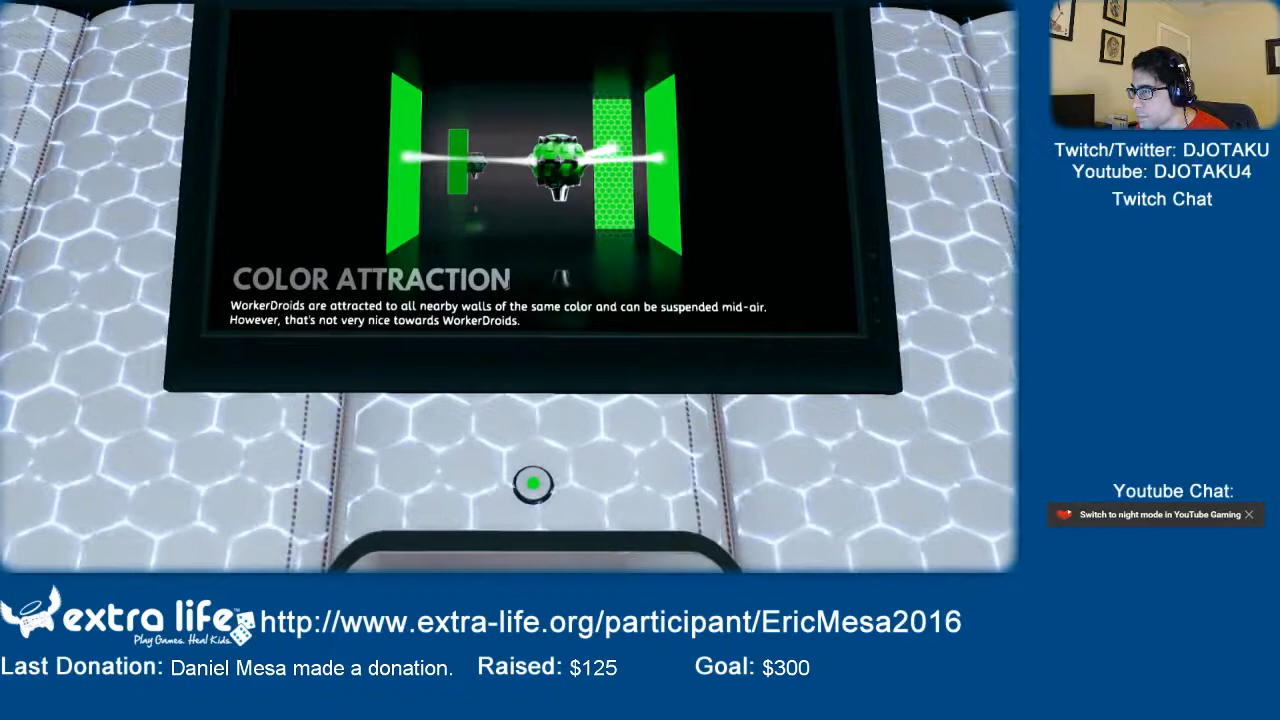 COLOR ATTRACTION
WorkerDroids are attracted to all nearby walls of the same color and can be suspended mid-air.
However, that's not very nice towards WorkerDroids.
Twitch/Twitter: DJOTAKU
Youtube: DJOTAKU4
Twitch Chat
Youtube Chat:
Switch to night mode in YouTube Gaming
extra life
Play Games. Heal Kids.
http://www.extra-life.org/participant/EricMesa2016
Last Donation: Daniel Mesa made a donation. Raised: $125 Goal: $300